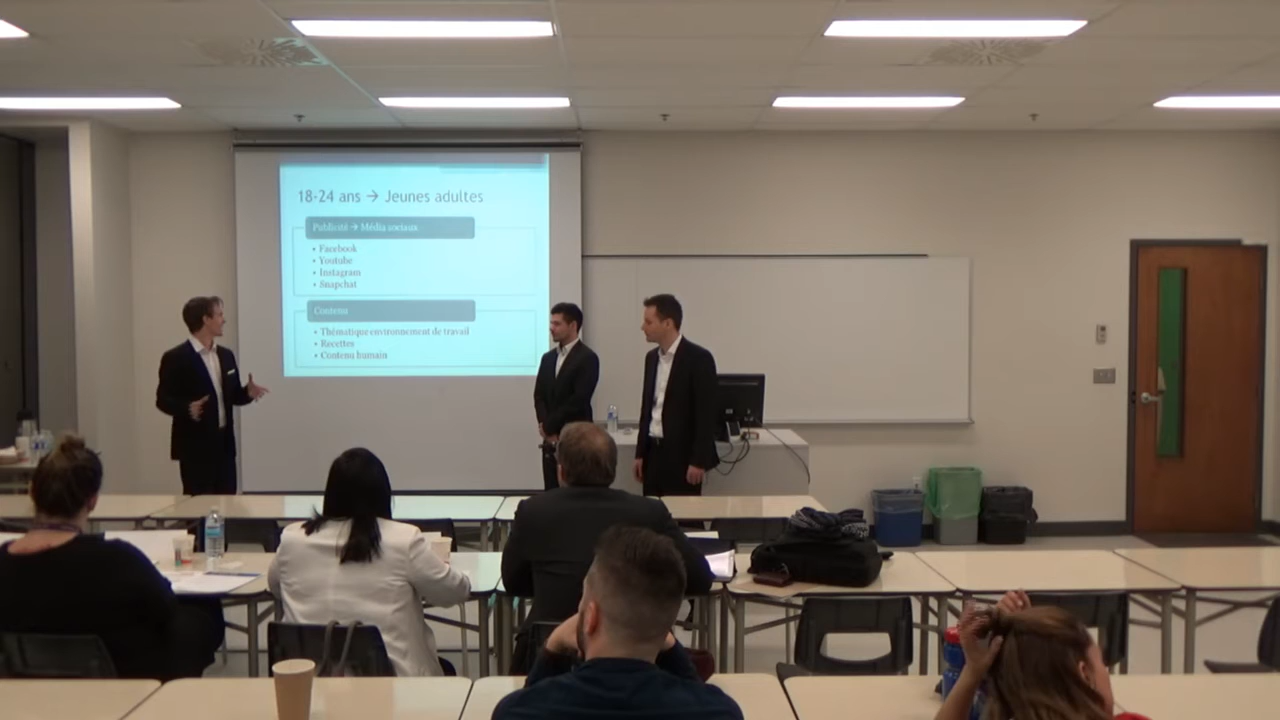 18-24 ans → Jeunes adultes
Publicité → Média sociaux
• Facebook
• Youtube
• Instagram
• Snapchat
Contenu
• Thématique environnement de travail
• Recettes
• Contenu humain